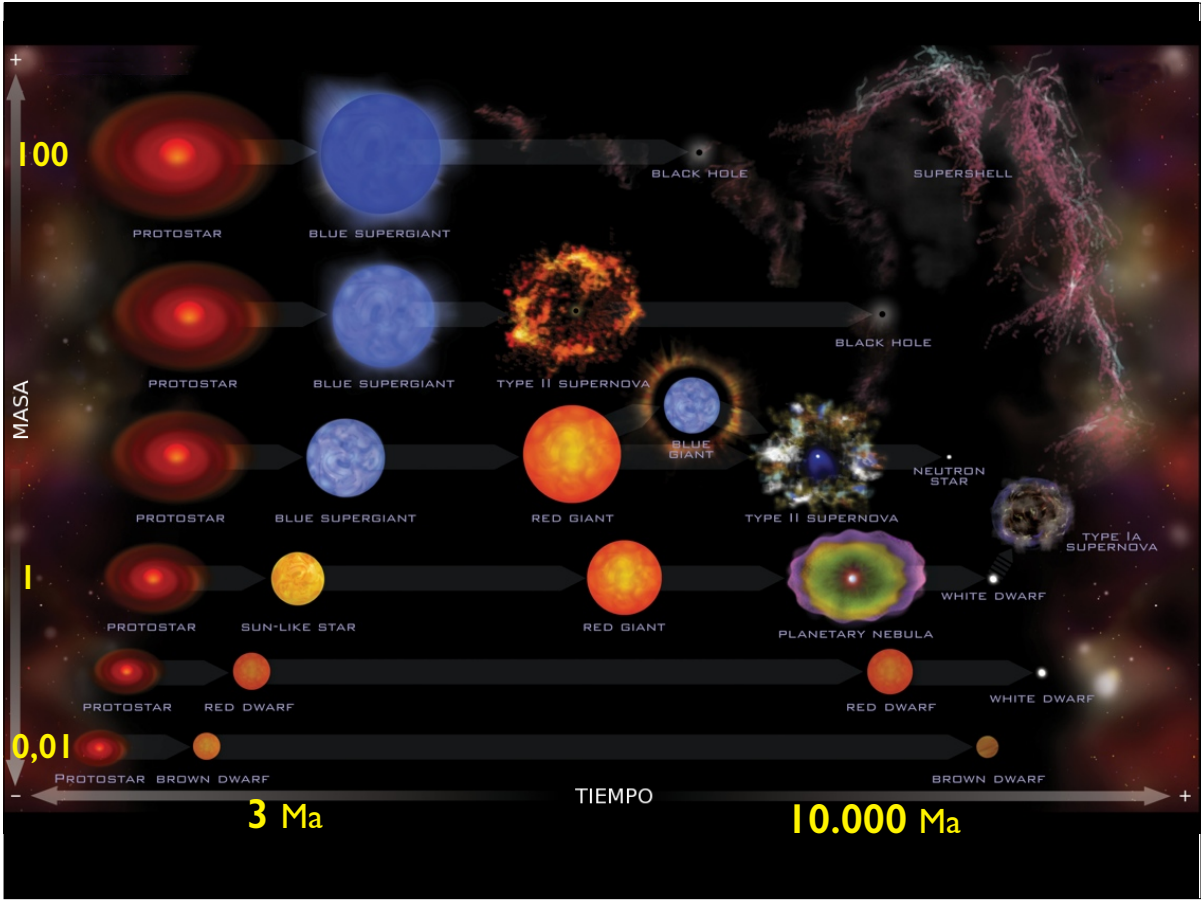 +
100
BLACK HOLE
SUPERSHELL
PROTOSTAR
BLUE SUPERGIANT
BLACK HOLE
PROTOSTAR
BLUE SUPERGIANT
TYPE II SUPERNOVA
MASA
BLUE
GIANT
NEUTRON
STAR
PROTOSTAR
BLUE SUPERGIANT
RED GIANT
TYPE II SUPERNOVA
TYPE Ia
SUPERNOVA
1
WHITE DWARF
PROTOSTAR
SUN-LIKE STAR
RED GIANT
PLANETARY NEBULA
PROTOSTAR
RED DWARF
RED DWARF
WHITE DWARF
0,01
PROTOSTAR
BROWN DWARF
BROWN DWARF
−
TIEMPO
+
3 Ma
10.000 Ma